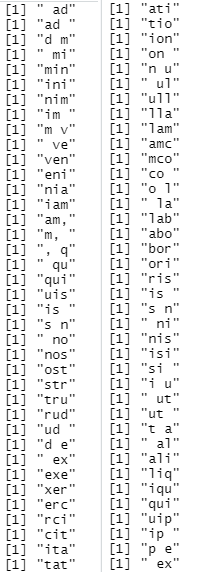 [1] " ad"
[1] "ad "
[1] "d m"
[1] " mi"
[1] "min"
[1] "ini"
[1] "nim"
[1] "im "
[1] "m v"
[1] " ve"
[1] "ven"
[1] "eni"
[1] "nia"
[1] "iam"
[1] "am,"
[1] "m, "
[1] ", q"
[1] " qu"
[1] "qui"
[1] "uis"
[1] "is "
[1] "s n"
[1] " no"
[1] "nos"
[1] "ost"
[1] "str"
[1] "tru"
[1] "rud"
[1] "ud "
[1] "d e"
[1] " ex"
[1] "exe"
[1] "xer"
[1] "erc"
[1] "rci"
[1] "cit"
[1] "ita"
[1] "tat"
[1] "ati"
[1] "tio"
[1] "ion"
[1] "on "
[1] "n u"
[1] " ul"
[1] "ull"
[1] "lla"
[1] "lam"
[1] "amc"
[1] "mco"
[1] "co "
[1] "o l"
[1] " la"
[1] "lab"
[1] "abo"
[1] "bor"
[1] "ori"
[1] "ris"
[1] "is "
[1] "s n"
[1] " ni"
[1] "nis"
[1] "isi"
[1] "si "
[1] "i u"
[1] " ut"
[1] "ut "
[1] "t a"
[1] " al"
[1] "ali"
[1] "liq"
[1] "iqu"
[1] "qui"
[1] "uip"
[1] "ip "
[1] "p e"
[1] " ex"